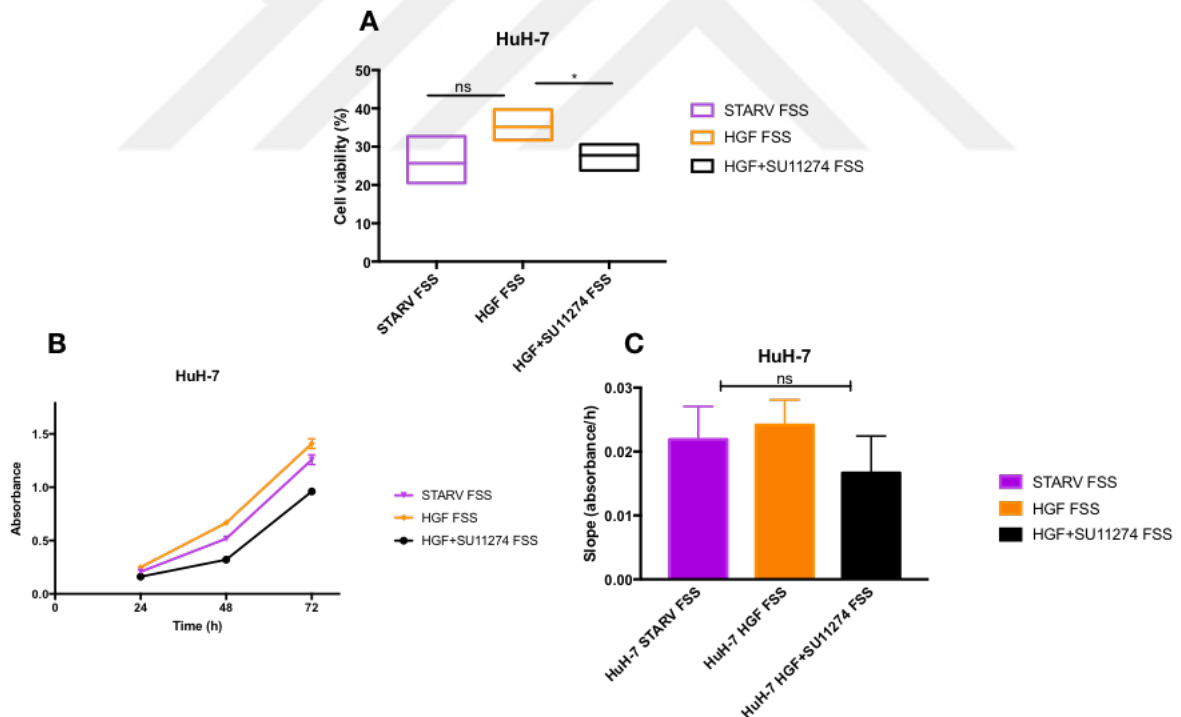 A
HuH-7
Cell viability (%)
50
40
30
20
10
0
ns
*
STARV FSS
HGF FSS
HGF+SU11274 FSS
STARV FSS
HGF FSS
HGF+SU11274 FSS
B
HuH-7
Absorbance
1.5
1.0
0.5
0.0
0
24
48
72
Time (h)
STARV FSS
HGF FSS
HGF+SU11274 FSS
C
HuH-7
ns
Slope (absorbance/h)
0.03
0.02
0.01
0.00
HuH-7 STARV FSS
HuH-7 HGF FSS
HuH-7 HGF+SU11274 FSS
STARV FSS
HGF FSS
HGF+SU11274 FSS